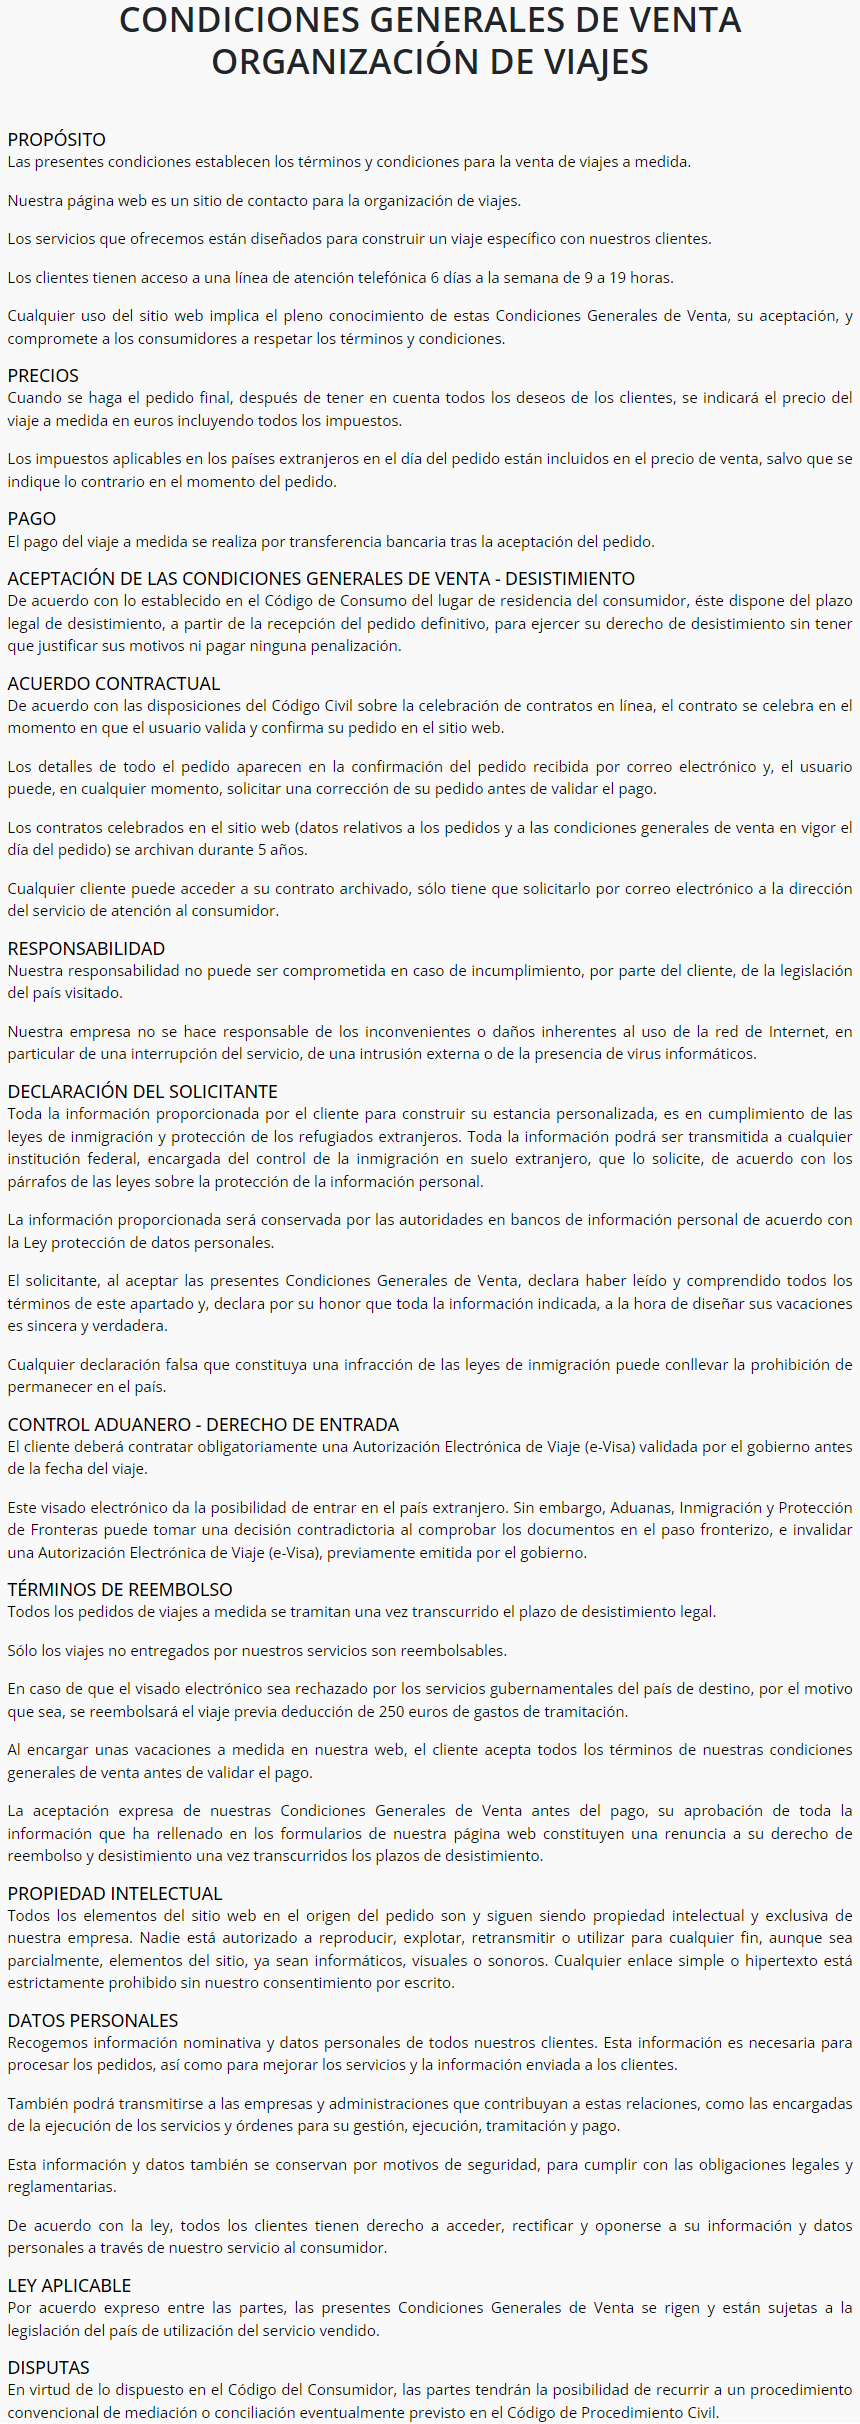 CONDICIONES GENERALES DE VENTA
ORGANIZACIÓN DE VIAJES
PROPÓSITO
Las presentes condiciones establecen los términos y condiciones para la venta de viajes a medida.
Nuestra página web es un sitio de contacto para la organización de viajes.
Los servicios que ofrecemos están diseñados para construir un viaje específico con nuestros clientes.
Los clientes tienen acceso a una línea de atención telefónica 6 días a la semana de 9 a 19 horas.
Cualquier uso del sitio web implica el pleno conocimiento de estas Condiciones Generales de Venta, su aceptación, y
compromete a los consumidores a respetar los términos y condiciones.
PRECIOS
Cuando se haga el pedido final, después de tener en cuenta todos los deseos de los clientes, se indicará el precio del
viaje a medida en euros incluyendo todos los impuestos.
Los impuestos aplicables en los países extranjeros en el día del pedido están incluidos en el precio de venta, salvo que se
indique lo contrario en el momento del pedido.
PAGO
El pago del viaje a medida se realiza por transferencia bancaria tras la aceptación del pedido.
ACEPTACIÓN DE LAS CONDICIONES GENERALES DE VENTA - DESISTIMIENTO
De acuerdo con lo establecido en el Código de Consumo del lugar de residencia del consumidor, éste dispone del plazo
legal de desistimiento, a partir de la recepción del pedido definitivo, para ejercer su derecho de desistimiento sin tener
que justificar sus motivos ni pagar ninguna penalización.
ACUERDO CONTRACTUAL
De acuerdo con las disposiciones del Código Civil sobre la celebración de contratos en línea, el contrato se celebra en el
momento en que el usuario valida y confirma su pedido en el sitio web.
Los detalles de todo el pedido aparecen en la confirmación del pedido recibida por correo electrónico y, el usuario
puede, en cualquier momento, solicitar una corrección de su pedido antes de validar el pago.
Los contratos celebrados en el sitio web (datos relativos a los pedidos y a las condiciones generales de venta en vigor el
día del pedido) se archivan durante 5 años.
Cualquier cliente puede acceder a su contrato archivado, sólo tiene que solicitarlo por correo electrónico a la dirección
del servicio de atención al consumidor.
RESPONSABILIDAD
Nuestra responsabilidad no puede ser comprometida en caso de incumplimiento, por parte del cliente, de la legislación
del país visitado.
Nuestra empresa no se hace responsable de los inconvenientes o daños inherentes al uso de la red de Internet, en
particular de una interrupción del servicio, de una intrusión externa o de la presencia de virus informáticos.
DECLARACIÓN DEL SOLICITANTE
Toda la información proporcionada por el cliente para construir su estancia personalizada, es en cumplimiento de las
leyes de inmigración y protección de los refugiados extranjeros. Toda la información podrá ser transmitida a cualquier
institución federal, encargada del control de la inmigración en suelo extranjero, que lo solicite, de acuerdo con los
párrafos de las leyes sobre la protección de la información personal.
La información proporcionada será conservada por las autoridades en bancos de información personal de acuerdo con
la Ley protección de datos personales.
El solicitante, al aceptar las presentes Condiciones Generales de Venta, declara haber leído y comprendido todos los
términos de este apartado y, declara por su honor que toda la información indicada, a la hora de diseñar sus vacaciones
es sincera y verdadera.
Cualquier declaración falsa que constituya una infracción de las leyes de inmigración puede conllevar la prohibición de
permanecer en el país.
CONTROL ADUANERO - DERECHO DE ENTRADA
El cliente deberá contratar obligatoriamente una Autorización Electrónica de Viaje (e-Visa) validada por el gobierno antes
de la fecha del viaje.
Este visado electrónico da la posibilidad de entrar en el país extranjero. Sin embargo, Aduanas, Inmigración y Protección
de Fronteras puede tomar una decisión contradictoria al comprobar los documentos en el paso fronterizo, e invalidar
una Autorización Electrónica de Viaje (e-Visa), previamente emitida por el gobierno.
TÉRMINOS DE REEMBOLSO
Todos los pedidos de viajes a medida se tramitan una vez transcurrido el plazo de desistimiento legal.
Sólo los viajes no entregados por nuestros servicios son reembolsables.
En caso de que el visado electrónico sea rechazado por los servicios gubernamentales del país de destino, por el motivo
que sea, se reembolsará el viaje previa deducción de 250 euros de gastos de tramitación.
Al encargar unas vacaciones a medida en nuestra web, el cliente acepta todos los términos de nuestras condiciones
generales de venta antes de validar el pago.
La aceptación expresa de nuestras Condiciones Generales de Venta antes del pago, su aprobación de toda la
información que ha rellenado en los formularios de nuestra página web constituyen una renuncia a su derecho de
reembolso y desistimiento una vez transcurridos los plazos de desistimiento.
PROPIEDAD INTELECTUAL
Todos los elementos del sitio web en el origen del pedido son y siguen siendo propiedad intelectual y exclusiva de
nuestra empresa. Nadie está autorizado a reproducir, explotar, retransmitir o utilizar para cualquier fin, aunque sea
parcialmente, elementos del sitio, ya sean informáticos, visuales o sonoros. Cualquier enlace simple o hipertexto está
estrictamente prohibido sin nuestro consentimiento por escrito.
DATOS PERSONALES
Recogemos información nominativa y datos personales de todos nuestros clientes. Esta información es necesaria para
procesar los pedidos, así como para mejorar los servicios y la información enviada a los clientes.
También podrá transmitirse a las empresas y administraciones que contribuyan a estas relaciones, como las encargadas
de la ejecución de los servicios y órdenes para su gestión, ejecución, tramitación y pago.
Esta información y datos también se conservan por motivos de seguridad, para cumplir con las obligaciones legales y
reglamentarias.
De acuerdo con la ley, todos los clientes tienen derecho a acceder, rectificar y oponerse a su información y datos
personales a través de nuestro servicio al consumidor.
LEY APLICABLE
Por acuerdo expreso entre las partes, las presentes Condiciones Generales de Venta se rigen y están sujetas a la
legislación del país de utilización del servicio vendido.
DISPUTAS
En virtud de lo dispuesto en el Código del Consumidor, las partes tendrán la posibilidad de recurrir a un procedimiento
convencional de mediación o conciliación eventualmente previsto en el Código de Procedimiento Civil.